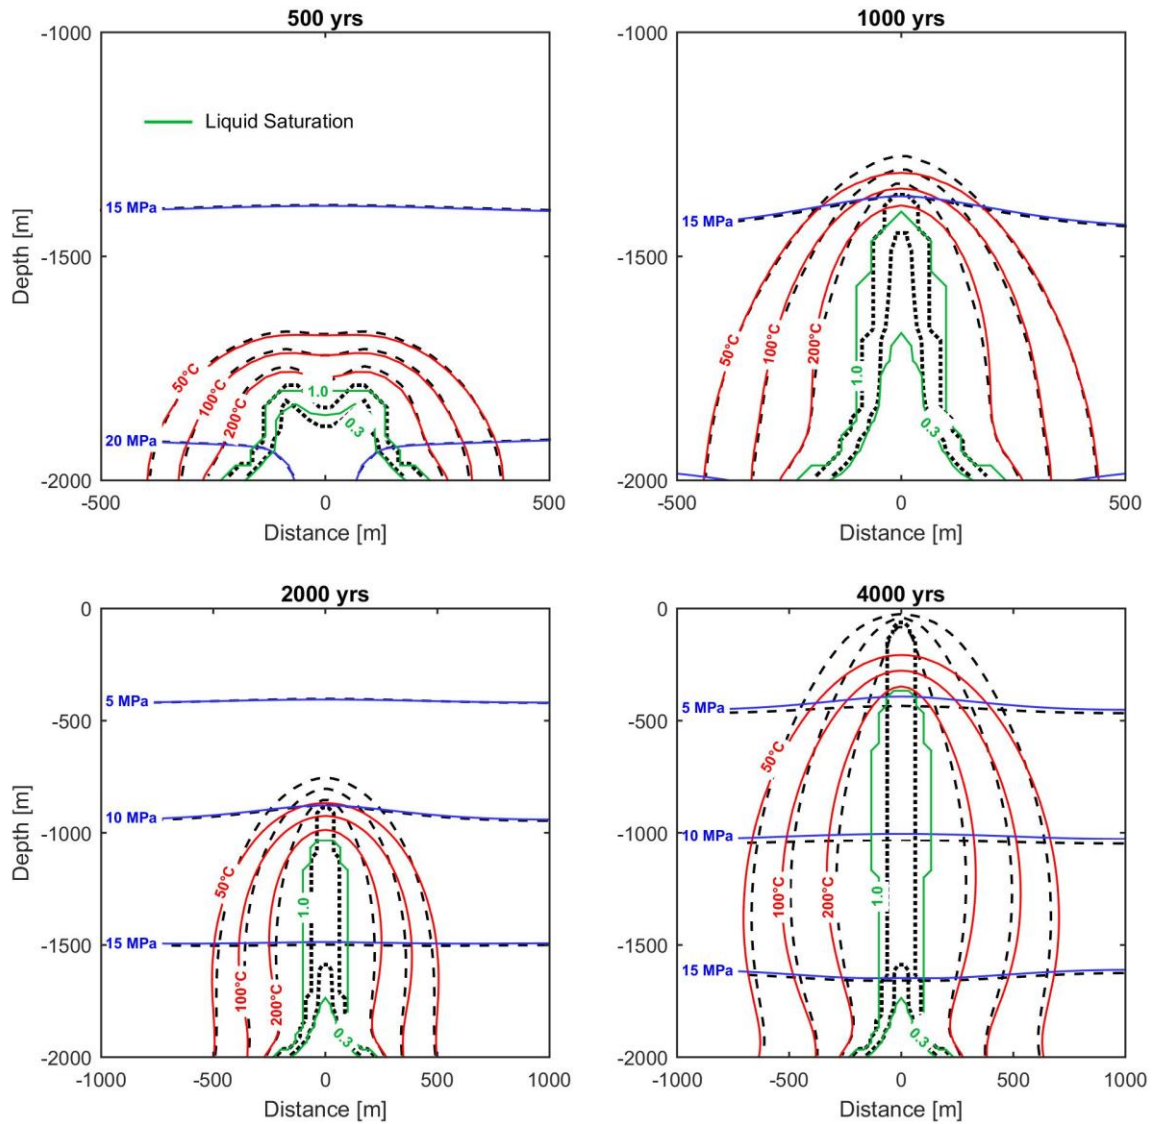 500 yrs
-1000
Liquid Saturation
15 MPa
-1500
Depth [m]
50°C
100°C
200°C
1.0
0.3
20 MPa
-2000
-500
0
500
Distance [m]
1000 yrs
-1000
15 MPa
-1500
50°C
100°C
200°C
1.0
0.3
-2000
-500
0
500
Distance [m]
2000 yrs
0
5 MPa
-500
10 MPa
-1000
Depth [m]
50°C
1.0
15 MPa
-1500
100°C
200°C
0.3
-2000
-1000
-500
0
500
1000
Distance [m]
4000 yrs
0
5 MPa
-500
50°C
10 MPa
-1000
100°C
200°C
1.0
-1500
15 MPa
0.3
-2000
-1000
-500
0
500
1000
Distance [m]